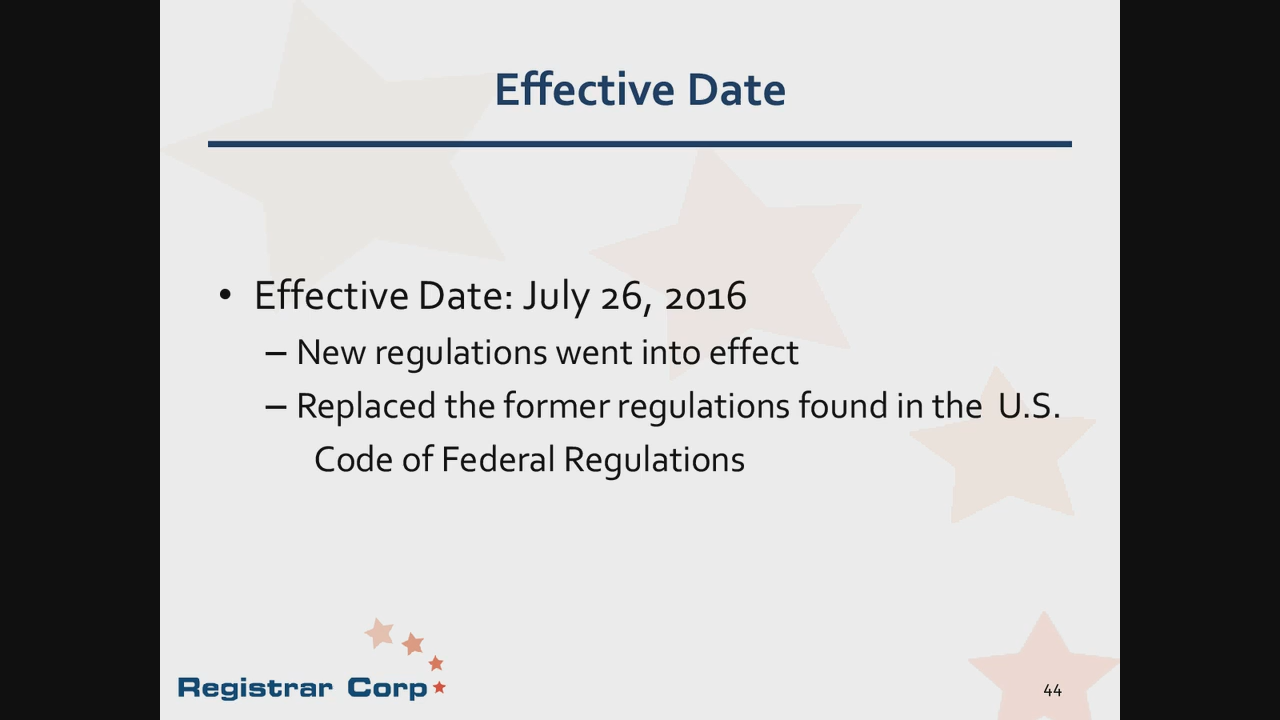 Effective Date
• Effective Date: July 26, 2016
– New regulations went into effect
– Replaced the former regulations found in the U.S.
Code of Federal Regulations
Registrar Corp
44